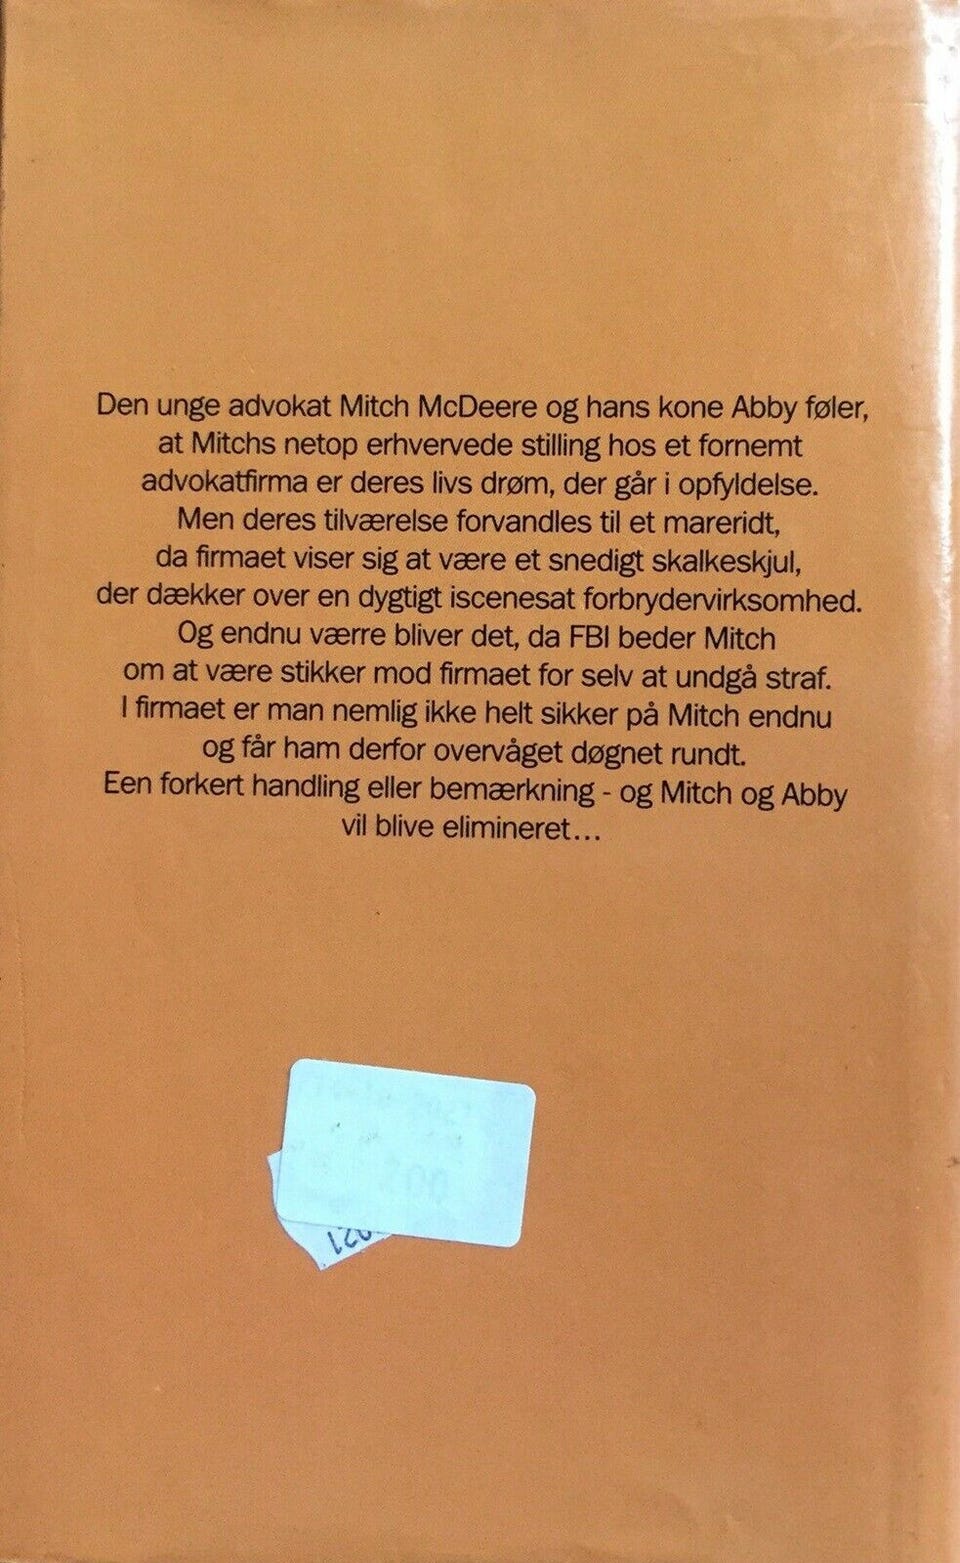 Den unge advokat Mitch McDeere og hans kone Abby føler,
at Mitchs netop erhvervede stilling hos et fornemt
advokatfirma er deres livs drøm, der går i opfyldelse.
Men deres tilværelse forvandles til et mareridt,
da firmaet viser sig at være et snedigt skalkeskjul,
der dækker over en dygtigt iscenesat forbrydervirksomhed.
Og endnu værre bliver det, da FBI beder Mitch
om at være stikker mod firmaet for selv at undgå straf.
I firmaet er man nemlig ikke helt sikker på Mitch endnu
og får ham derfor overvåget døgnet rundt.
Een forkert handling eller bemærkning - og Mitch og Abby
vil blive elimineret...